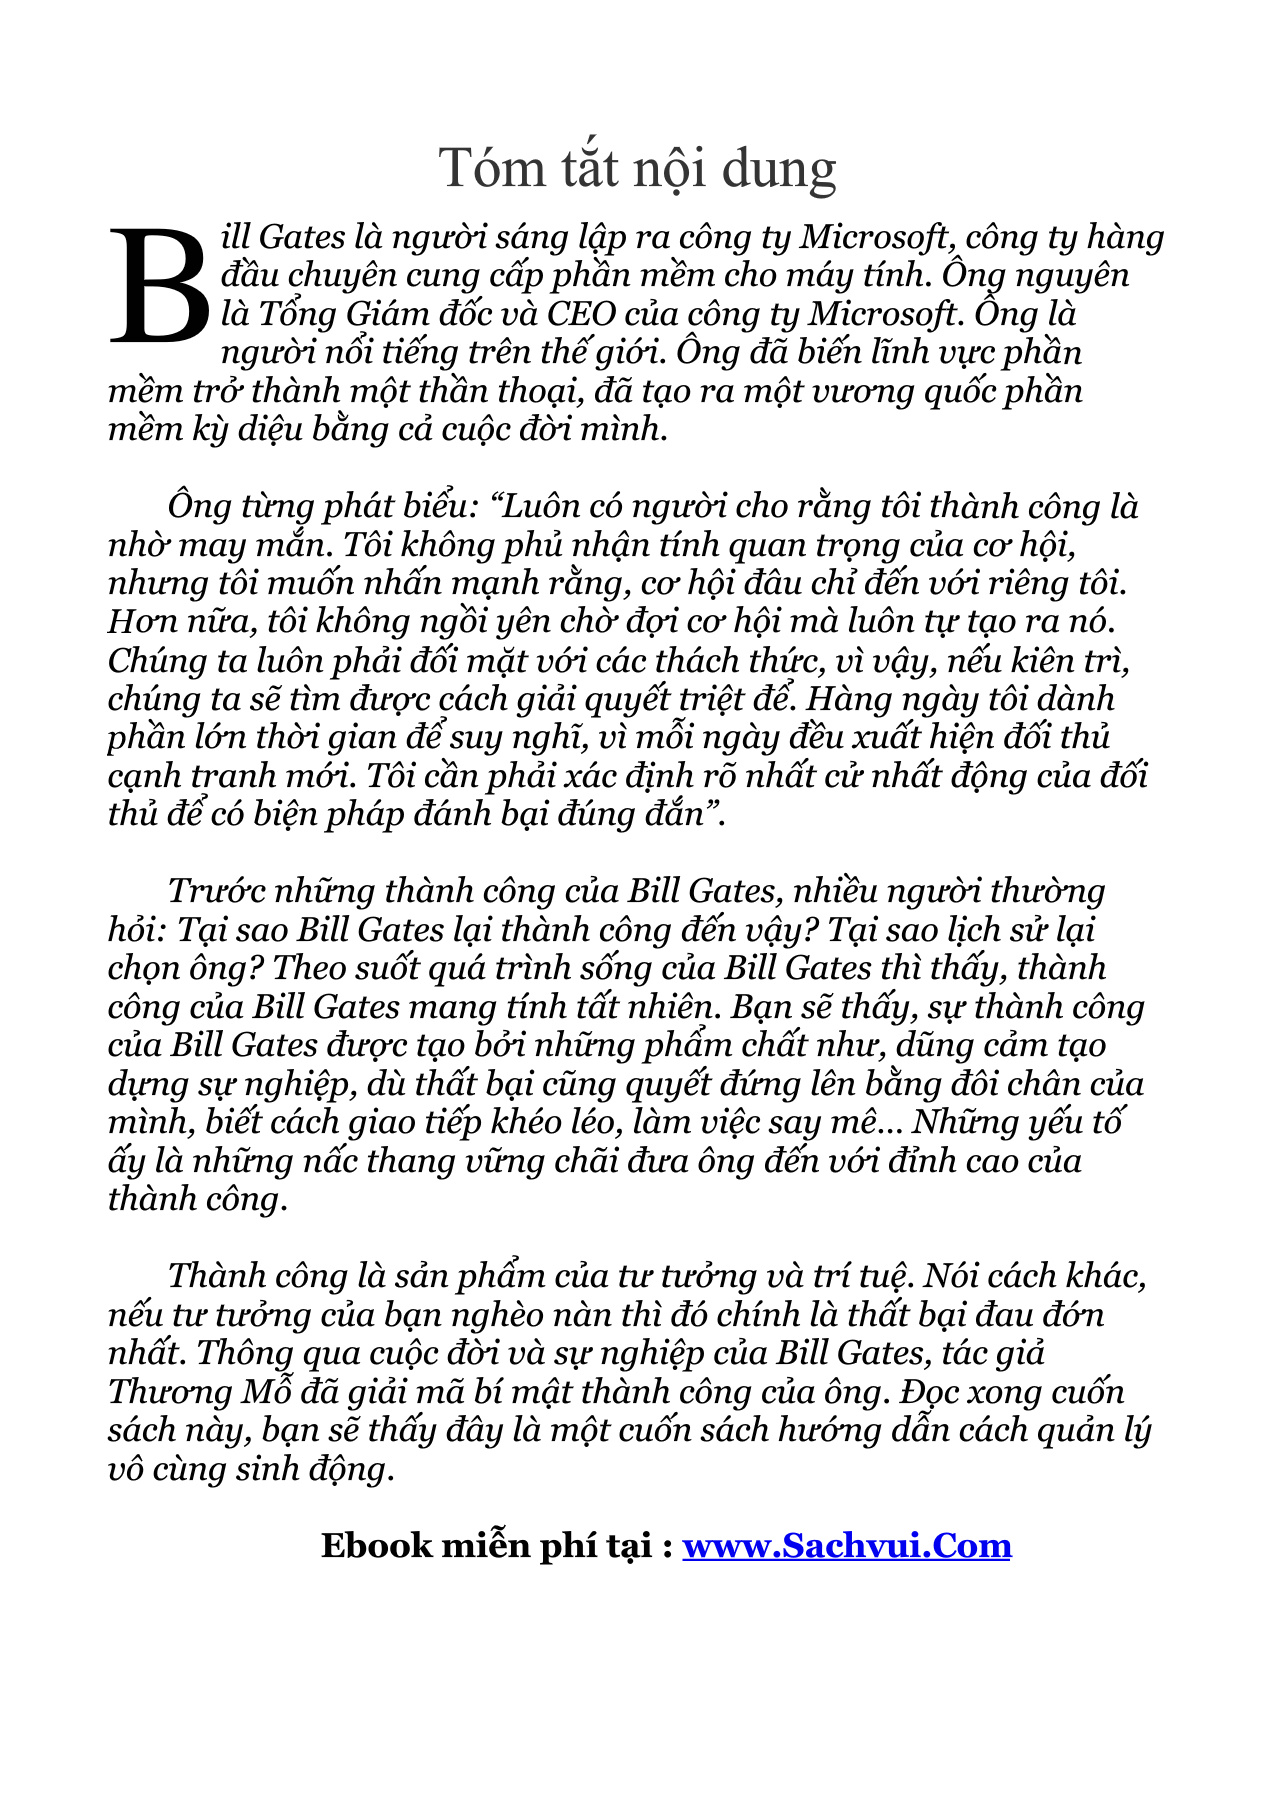 Tóm tắt nội dung
Bill Gates là người sáng lập ra công ty Microsoft, công ty hàng
đầu chuyên cung cấp phần mềm cho máy tính. Ông nguyên
là Tổng Giám đốc và CEO của công ty Microsoft. Ông là
người nổi tiếng trên thế giới. Ông đã biến lĩnh vực phần
mềm trở thành một thần thoại, đã tạo ra một vương quốc phần
mềm kỳ diệu bằng cả cuộc đời mình.
Ông từng phát biểu: “Luôn có người cho rằng tôi thành công là
nhờ may mắn. Tôi không phủ nhận tính quan trọng của cơ hội,
nhưng tôi muốn nhấn mạnh rằng, cơ hội đâu chỉ đến với riêng tôi.
Hơn nữa, tôi không ngồi yên chờ đợi cơ hội mà luôn tự tạo ra nó.
Chúng ta luôn phải đối mặt với các thách thức, vì vậy, nếu kiên trì,
chúng ta sẽ tìm được cách giải quyết triệt để. Hàng ngày tôi dành
phần lớn thời gian để suy nghĩ, vì mỗi ngày đều xuất hiện đối thủ
cạnh tranh mới. Tôi cần phải xác định rõ nhất cử nhất động của đối
thủ để có biện pháp đánh bại đúng đắn”.
Trước những thành công của Bill Gates, nhiều người thường
hỏi: Tại sao Bill Gates lại thành công đến vậy? Tại sao lịch sử lại
chọn ông? Theo suốt quá trình sống của Bill Gates thì thấy, thành
công của Bill Gates mang tính tất nhiên. Bạn sẽ thấy, sự thành công
của Bill Gates được tạo bởi những phẩm chất như, dũng cảm tạo
dựng sự nghiệp, dù thất bại cũng quyết đứng lên bằng đôi chân của
mình, biết cách giao tiếp khéo léo, làm việc say mê... Những yếu tố
ấy là những nấc thang vững chãi đưa ông đến với đỉnh cao của
thành công.
Thành công là sản phẩm của tư tưởng và trí tuệ. Nói cách khác,
nếu tư tưởng của bạn nghèo nàn thì đó chính là thất bại đau đớn
nhất. Thông qua cuộc đời và sự nghiệp của Bill Gates, tác giả
Thương Mỗ đã giải mã bí mật thành công của ông. Đọc xong cuốn
sách này, bạn sẽ thấy đây là một cuốn sách hướng dẫn cách quản lý
vô cùng sinh động.
Ebook miễn phí tại : www.Sachvui.Com